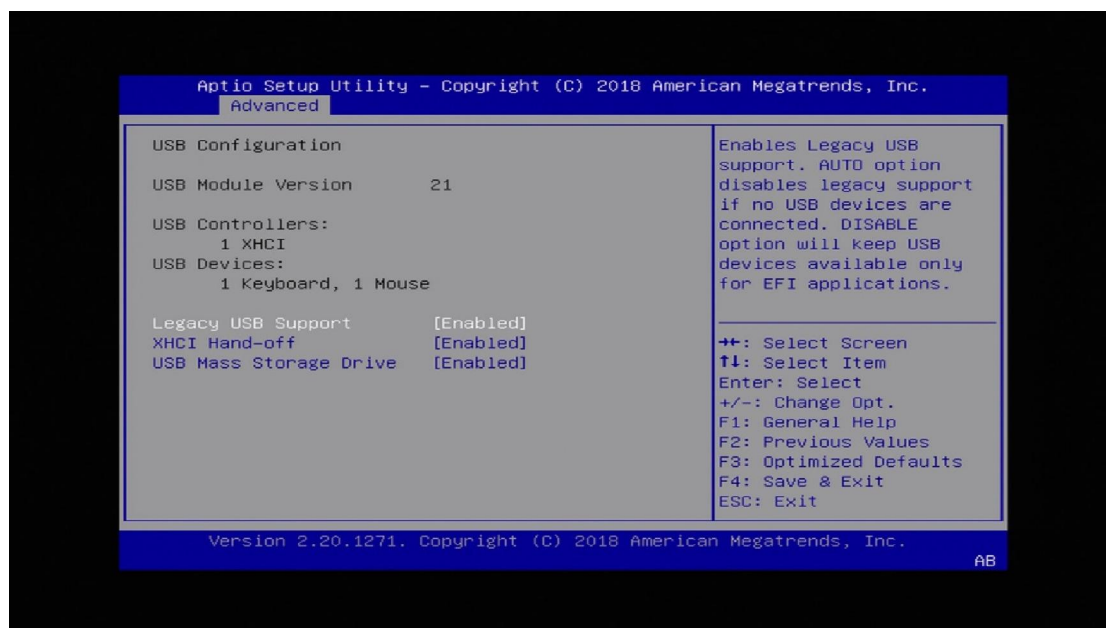 Aptio Setup Utility – Copyright (C) 2018 American Megatrends, Inc.
Advanced
USB Configuration
USB Module Version 21
USB Controllers:
1 XHCI
USB Devices:
1 Keyboard, 1 Mouse
Legacy USB Support [Enabled]
XHCI Hand-off [Enabled]
USB Mass Storage Drive [Enabled]
Enables Legacy USB
support. AUTO option
disables legacy support
if no USB devices are
connected. DISABLE
option will keep USB
devices available only
for EFI applications.
→←: Select Screen
↑↓: Select Item
Enter: Select
+/-: Change Opt.
F1: General Help
F2: Previous Values
F3: Optimized Defaults
F4: Save & Exit
ESC: Exit
Version 2.20.1271. Copyright (C) 2018 American Megatrends, Inc.
AB